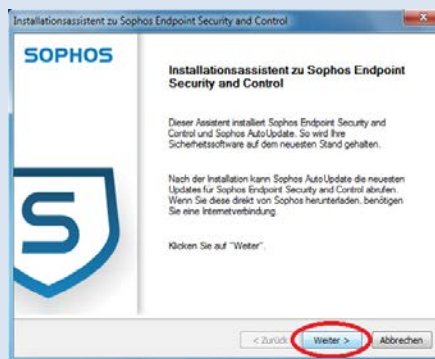 Installationsassistent zu Sophos Endpoint Security and Control
X
SOPHOS
Installationsassistent zu Sophos Endpoint
Security and Control
Dieser Assistent installiert Sophos Endpoint Security and
Control und Sophos AutoUpdate. So wird Ihre
Sicherheitssoftware auf dem neuesten Stand gehalten.
Nach der Installation kann Sophos AutoUpdate die neuesten
Updates für Sophos Endpoint Security and Control abrufen.
Wenn Sie diese direkt von Sophos herunterladen, benötigen
Sie eine Internetverbindung.
Klicken Sie auf "Weiter".
S
< Zurück
Weiter >
Abbrechen